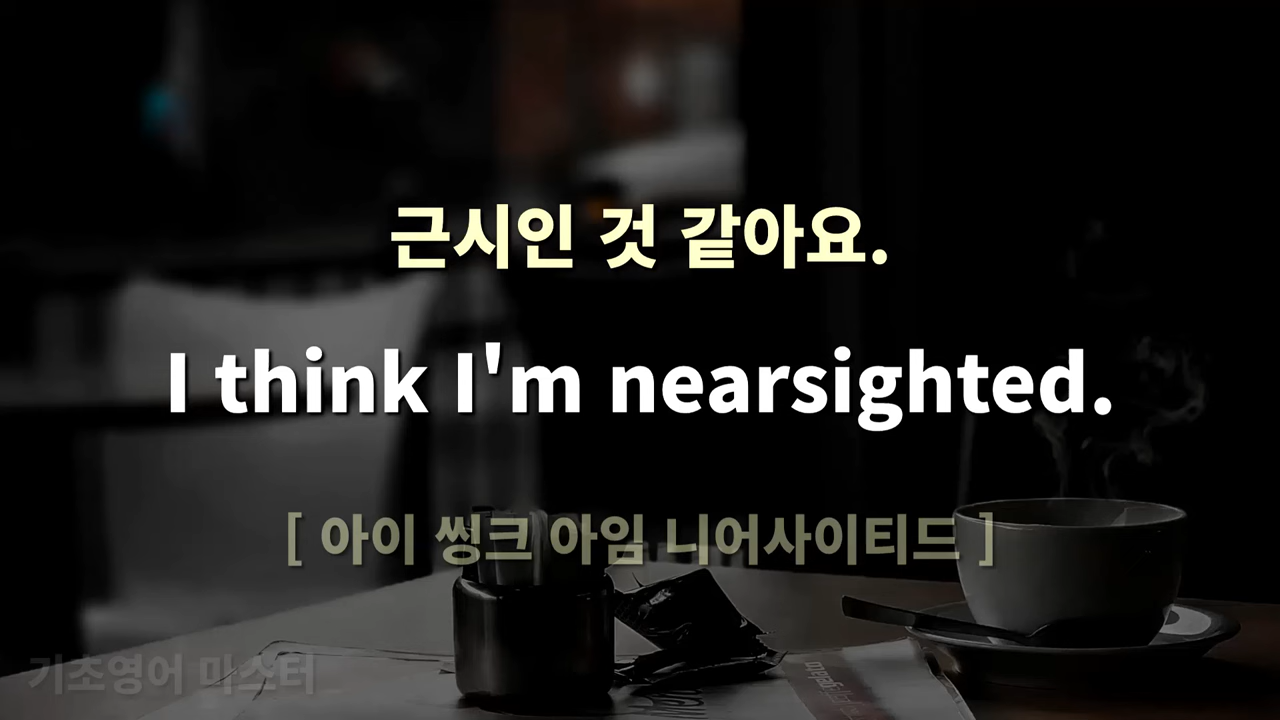 근시인 것 같아요.
I think I'm nearsighted.
[ 아이 씽크 아임 니어사이티드 ]
기초영어 마스터